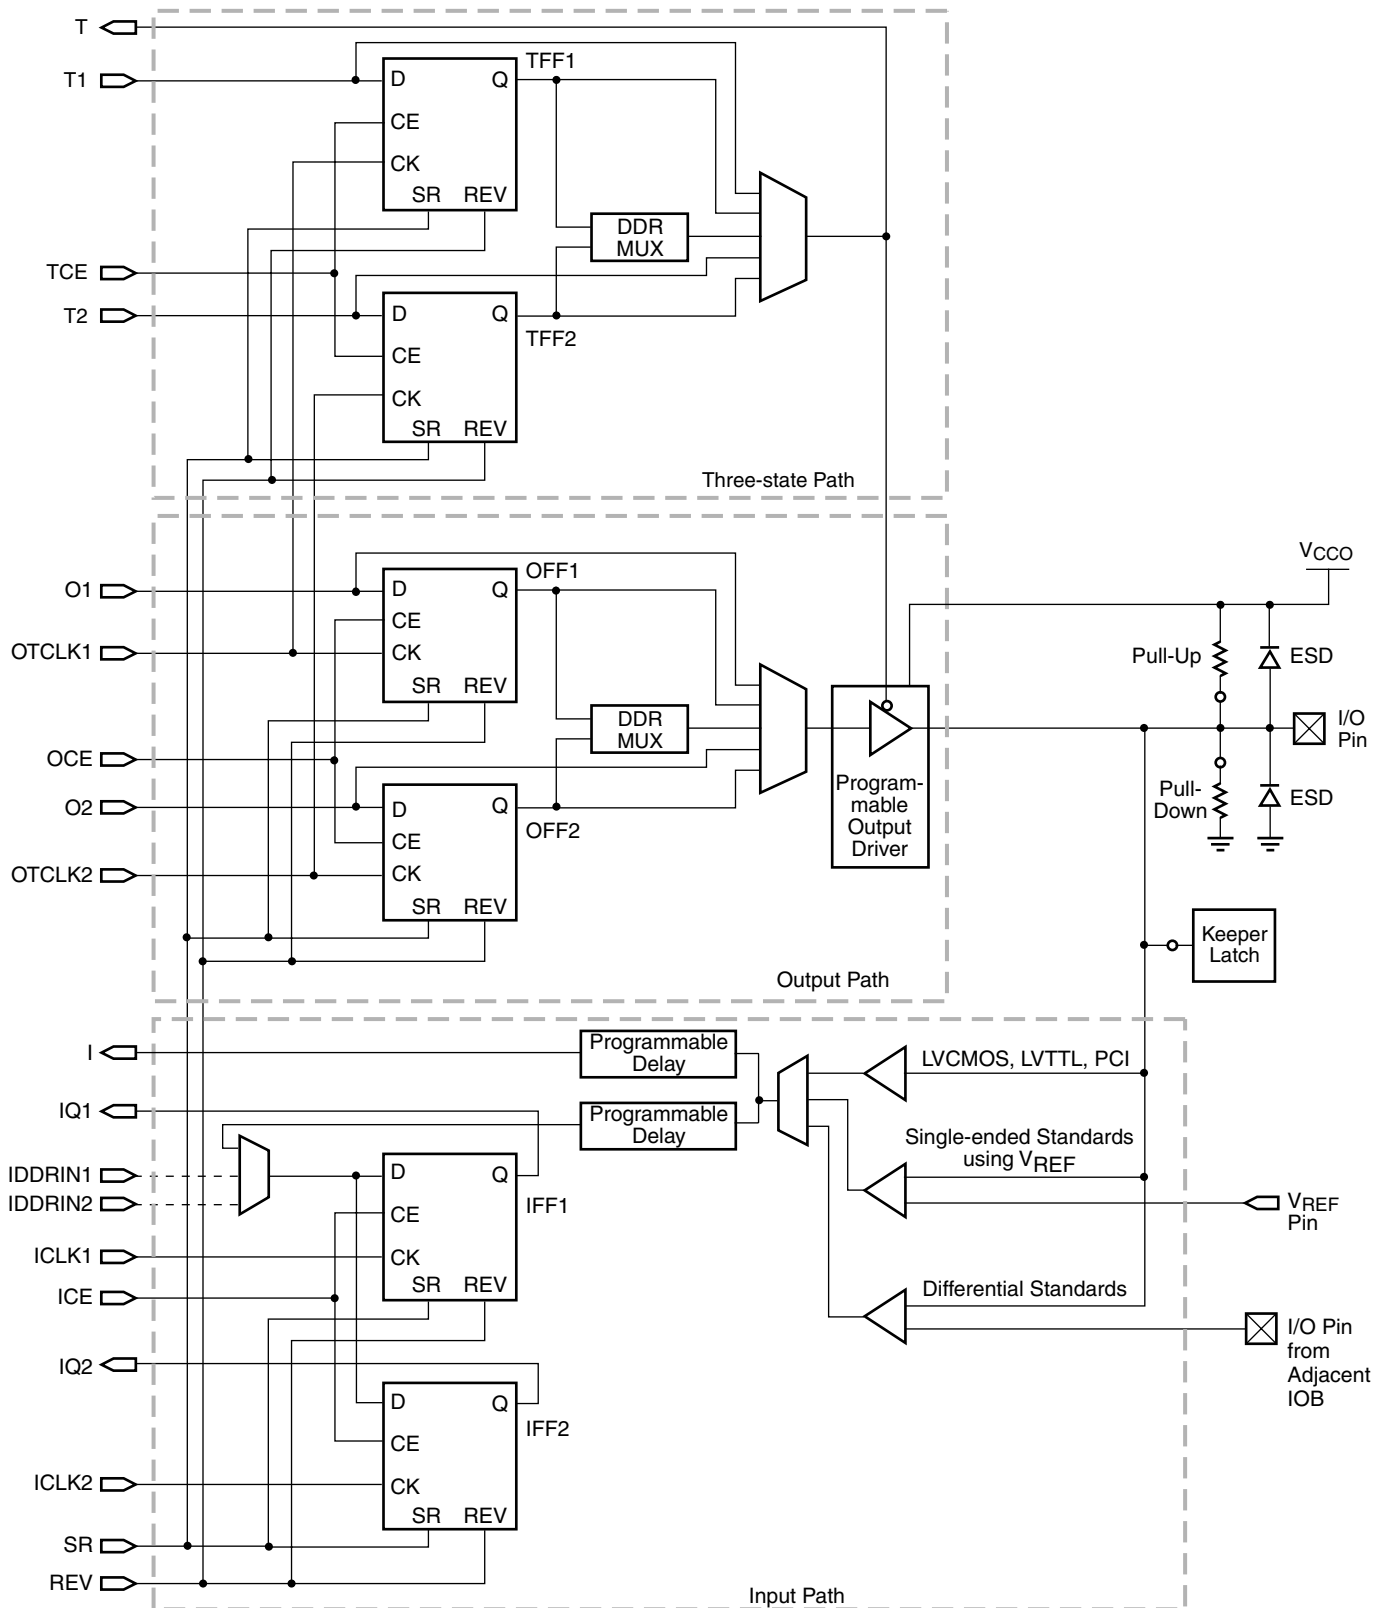 T
T1
D
Q
TFF1
CE
CK
SR REV
DDR
MUX
TCE
T2
D
Q
TFF2
CE
CK
SR REV
Three-state Path
O1
D
Q
OFF1
CE
OTCLK1
CK
SR REV
DDR
MUX
OCE
O2
D
Q
OFF2
CE
OTCLK2
CK
SR REV
Program-
mable
Output
Driver
Output Path
VCCO
Pull-Up
ESD
I/O
Pin
Pull-
Down
ESD
Keeper
Latch
I
Programmable
Delay
LVCMOS, LVTTL, PCI
IQ1
Programmable
Delay
Single-ended Standards
using VREF
IDDRIN1
IDDRIN2
D
Q
IFF1
CE
VREF
Pin
ICLK1
CK
SR REV
ICE
Differential Standards
I/O Pin
from
Adjacent
IOB
IQ2
D
Q
IFF2
CE
ICLK2
CK
SR REV
SR
REV
Input Path